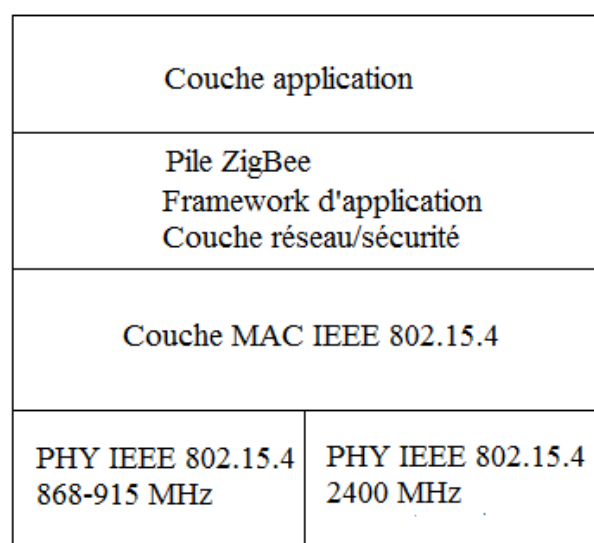 Couche application
Pile ZigBee
Framework d'application
Couche réseau/sécurité
Couche MAC IEEE 802.15.4
PHY IEEE 802.15.4
868-915 MHz
PHY IEEE 802.15.4
2400 MHz